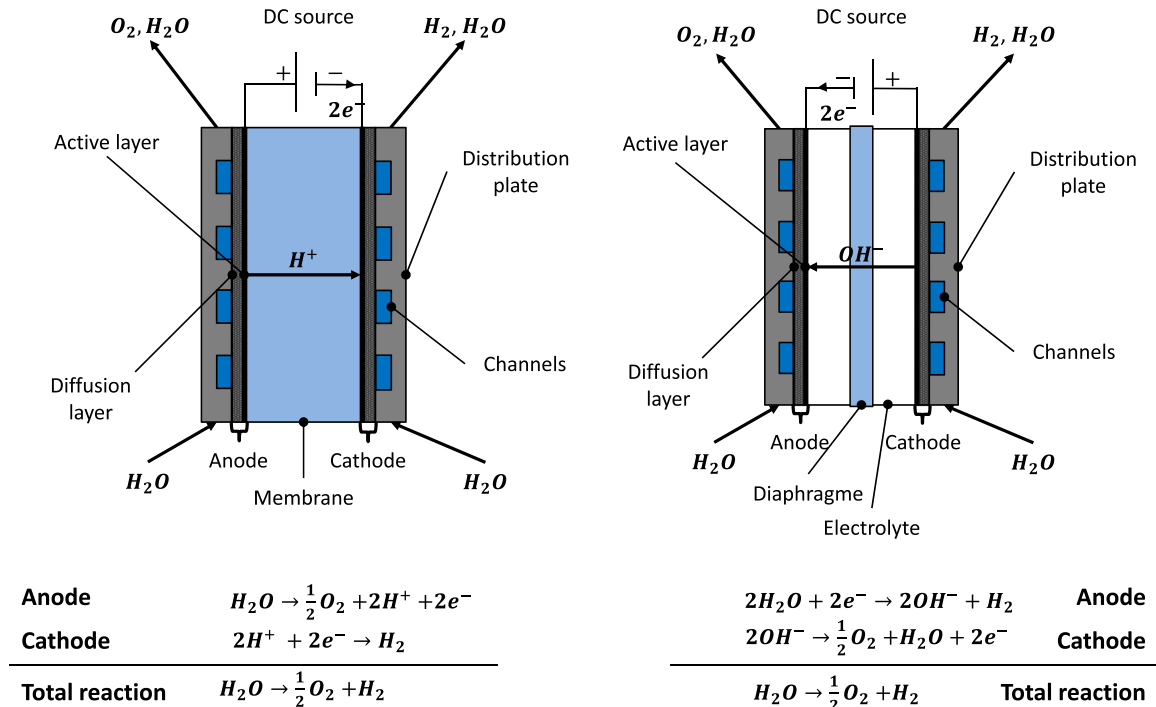 DC source
O₂, H₂O
H₂, H₂O
+
−
2e⁻
Active layer
Distribution
plate
H⁺
Channels
Diffusion
layer
Anode
Cathode
H₂O
Membrane
H₂O
DC source
O₂, H₂O
H₂, H₂O
−
+
2e⁻
Active layer
Distribution
plate
OH⁻
Channels
Diffusion
layer
Anode
Cathode
H₂O
H₂O
Diaphragme
Electrolyte
Anode H₂O → ½ O₂ + 2H⁺ + 2e⁻
Cathode 2H⁺ + 2e⁻ → H₂
Total reaction H₂O → ½ O₂ + H₂
2H₂O + 2e⁻ → 2OH⁻ + H₂ Anode
2OH⁻ → ½ O₂ + H₂O + 2e⁻ Cathode
H₂O → ½ O₂ + H₂ Total reaction